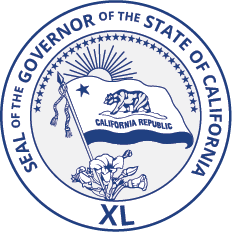 SEAL OF THE GOVERNOR OF THE STATE OF CALIFORNIA
CALIFORNIA REPUBLIC
XL